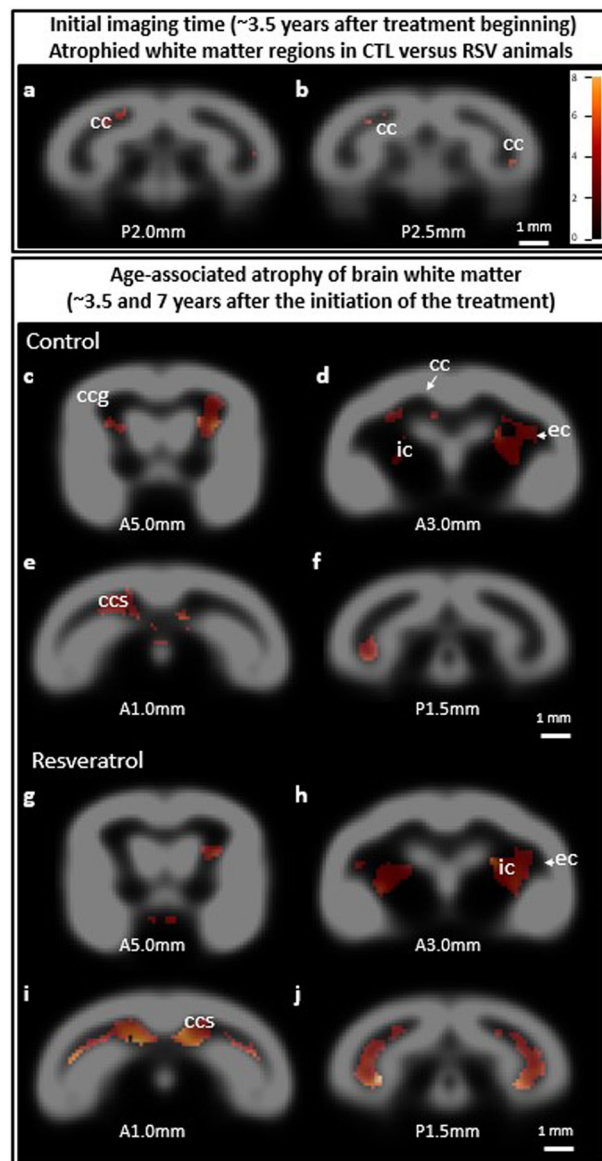 Initial imaging time (~3.5 years after treatment beginning)
Atrophied white matter regions in CTL versus RSV animals
a
b
8
6
4
2
0
cc
cc
cc
P2.0mm
P2.5mm
1 mm
Age-associated atrophy of brain white matter
(~3.5 and 7 years after the initiation of the treatment)
Control
c
d
cc
ccg
ec
ic
A5.0mm
A3.0mm
e
f
ccs
A1.0mm
P1.5mm
1 mm
Resveratrol
g
h
ic
ec
A5.0mm
A3.0mm
i
j
ccs
A1.0mm
P1.5mm
1 mm